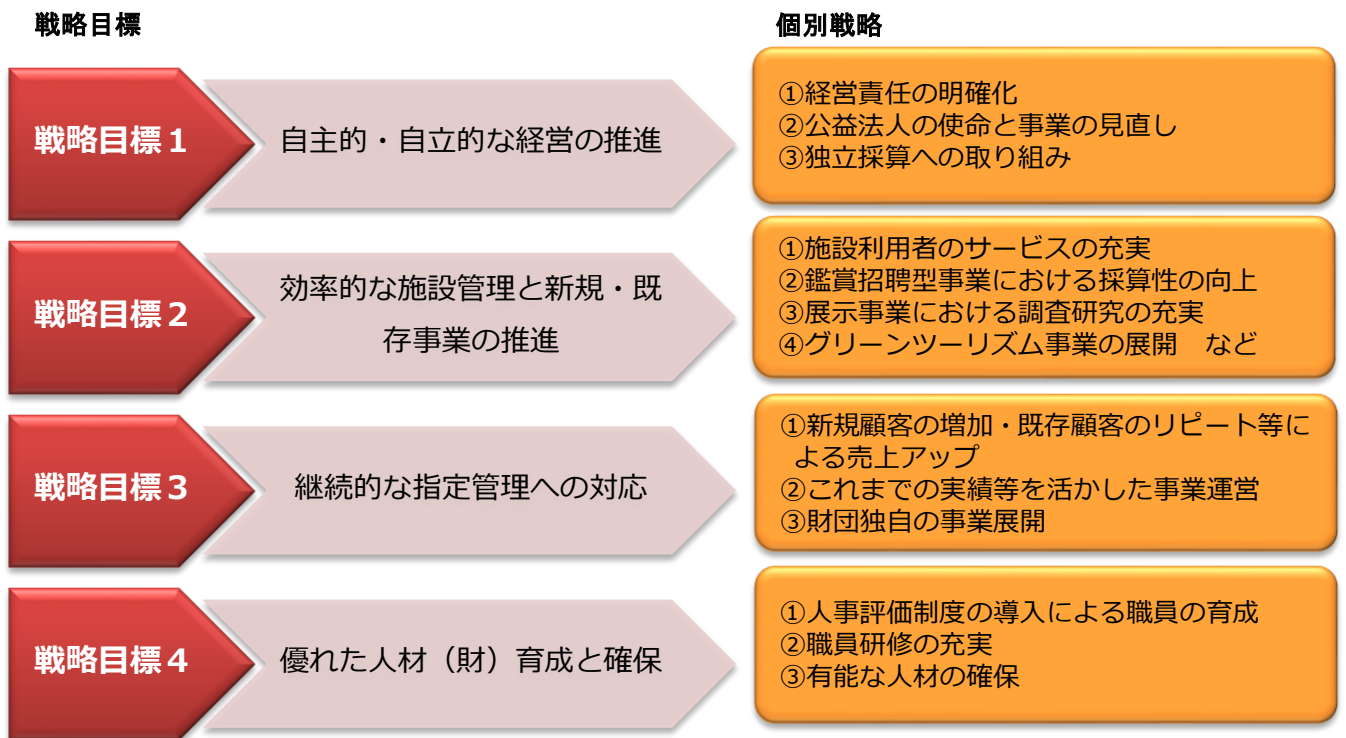 戦略目標
個別戦略
戦略目標1
自主的・自立的な経営の推進
①経営責任の明確化
②公益法人の使命と事業の見直し
③独立採算への取り組み
戦略目標2
効率的な施設管理と新規・既
存事業の推進
①施設利用者のサービスの充実
②鑑賞招聘型事業における採算性の向上
③展示事業における調査研究の充実
④グリーンツーリズム事業の展開　など
戦略目標3
継続的な指定管理への対応
①新規顧客の増加・既存顧客のリピート等に
よる売上アップ
②これまでの実績等を活かした事業運営
③財団独自の事業展開
戦略目標4
優れた人材（財）育成と確保
①人事評価制度の導入による職員の育成
②職員研修の充実
③有能な人材の確保